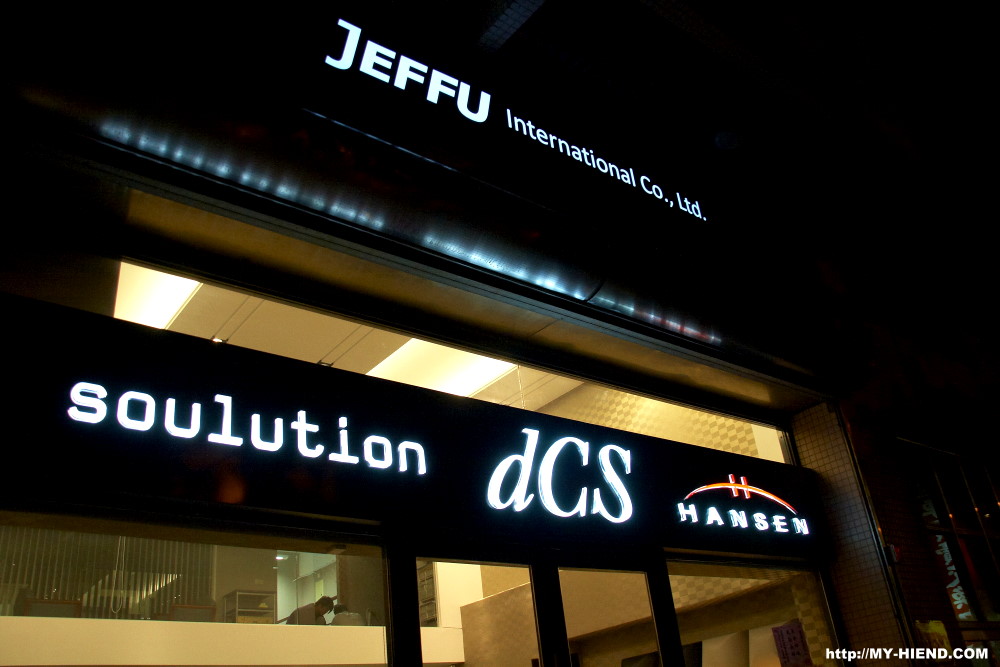 JEFFU International Co., Ltd.
soulution dCS HANSEN
http://MY-HIEND.COM